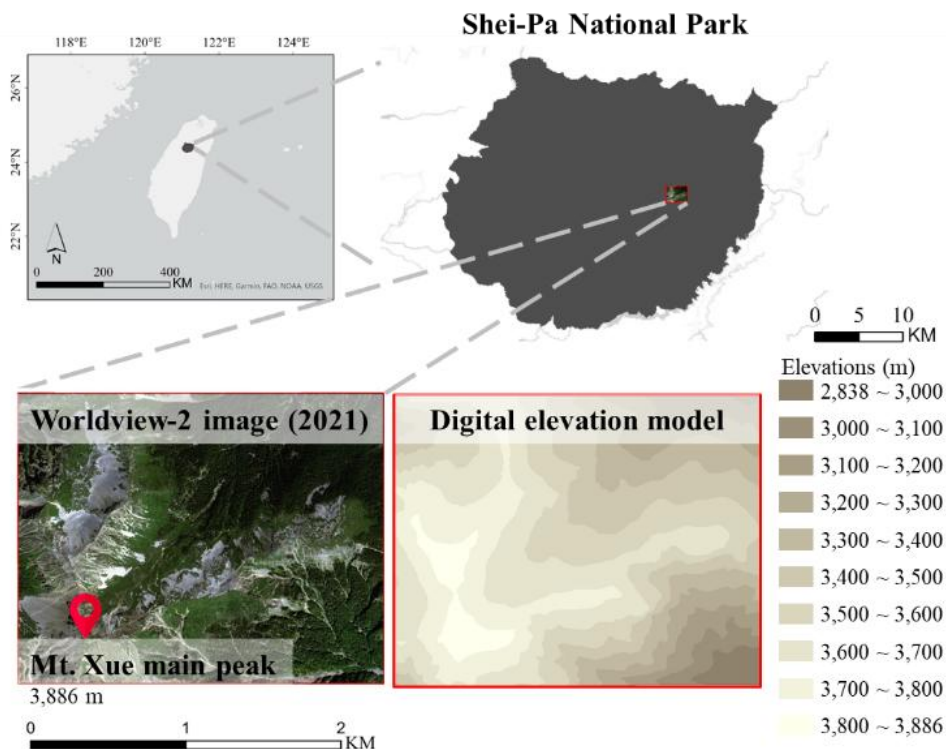 Shei-Pa National Park
118°E 120°E 122°E 124°E
26°N
24°N
22°N
N
0 200 400
KM
Esri, HERE, Garmin, FAO, NOAA, USGS
0 5 10
KM
Worldview-2 image (2021)
Mt. Xue main peak
3,886 m
0 1 2
KM
Digital elevation model
Elevations (m)
2,838 ~ 3,000
3,000 ~ 3,100
3,100 ~ 3,200
3,200 ~ 3,300
3,300 ~ 3,400
3,400 ~ 3,500
3,500 ~ 3,600
3,600 ~ 3,700
3,700 ~ 3,800
3,800 ~ 3,886